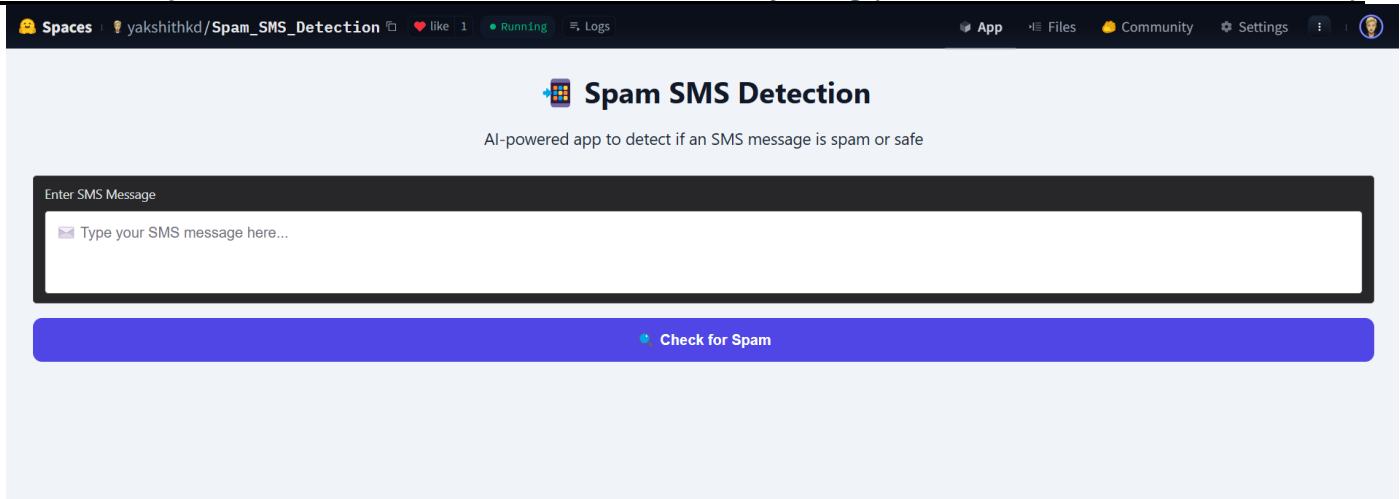 Spaces yakshithkd/Spam_SMS_Detection like 1 Running Logs App Files Community Settings
Spam SMS Detection
AI-powered app to detect if an SMS message is spam or safe
Enter SMS Message
Type your SMS message here...
Check for Spam